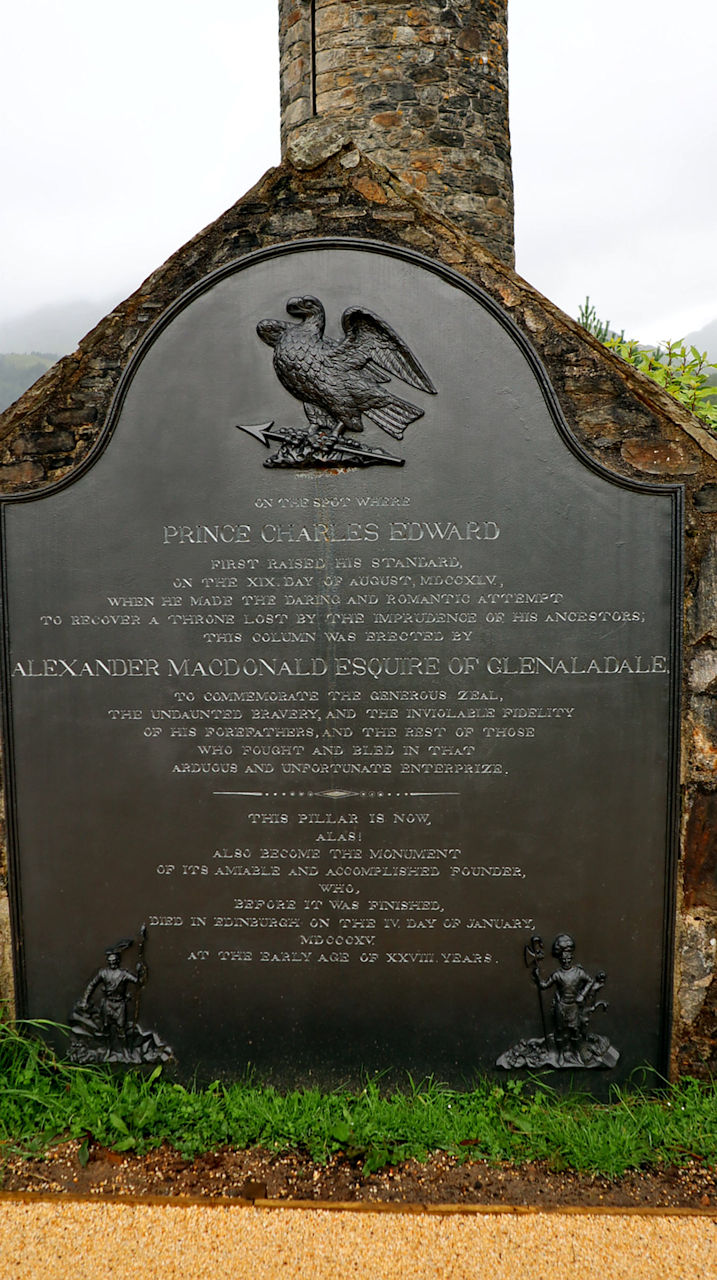 ON THE SPOT WHERE
PRINCE CHARLES EDWARD
FIRST RAISED HIS STANDARD,
ON THE XIX. DAY OF AUGUST, MDCCXLV,
WHEN HE MADE THE DARING AND ROMANTIC ATTEMPT
TO RECOVER A THRONE LOST BY THE IMPRUDENCE OF HIS ANCESTORS;
THIS COLUMN WAS ERECTED BY
ALEXANDER MACDONALD ESQUIRE OF GLENALADALE,
TO COMMEMORATE THE GENEROUS ZEAL,
THE UNDAUNTED BRAVERY, AND THE INVIOLABLE FIDELITY
OF HIS FOREFATHERS, AND THE REST OF THOSE
WHO FOUGHT AND BLED IN THAT
ARDUOUS AND UNFORTUNATE ENTERPRIZE.
THIS PILLAR IS NOW,
ALAS!
ALSO BECOME THE MONUMENT
OF ITS AMIABLE AND ACCOMPLISHED FOUNDER,
WHO,
BEFORE IT WAS FINISHED,
DIED IN EDINBURGH ON THE IV. DAY OF JANUARY,
MDCCCXV.
AT THE EARLY AGE OF XXVIII. YEARS.